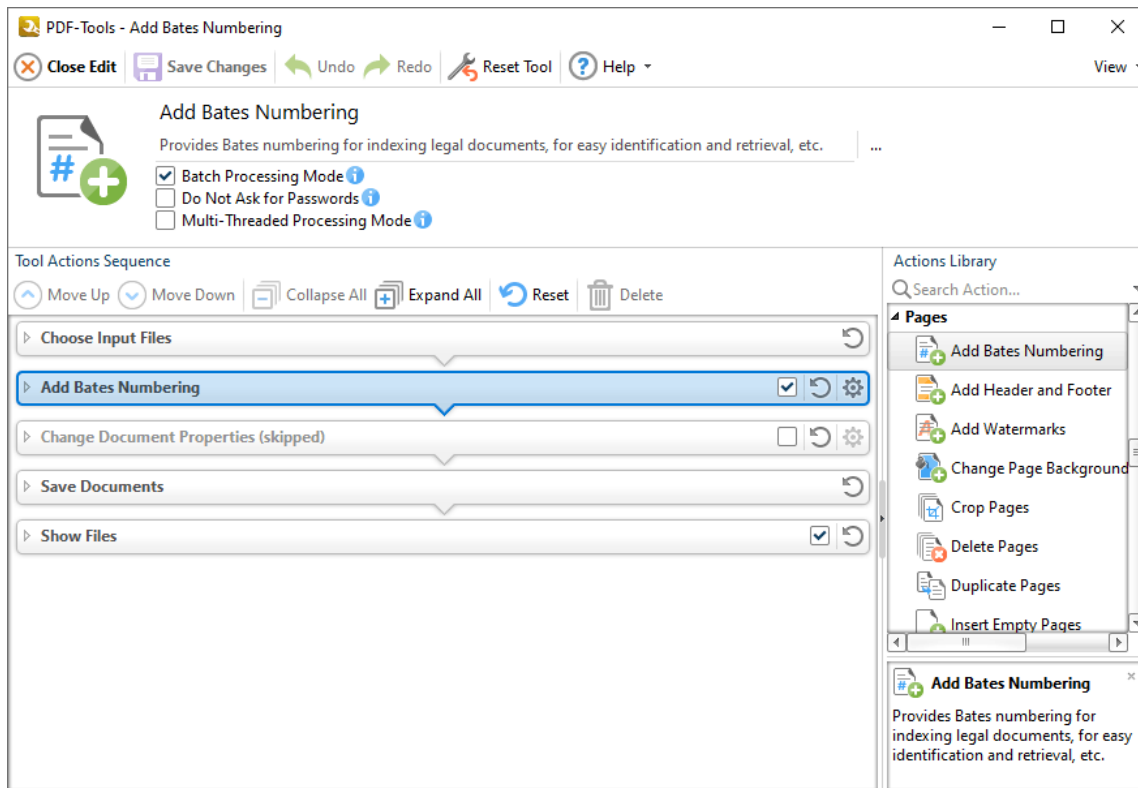 PDF-Tools - Add Bates Numbering
Close Edit Save Changes Undo Redo Reset Tool ? Help View
Add Bates Numbering
# Provides Bates numbering for indexing legal documents, for easy identification and retrieval, etc. ...
Batch Processing Mode i
Do Not Ask for Passwords i
Multi-Threaded Processing Mode i
Tool Actions Sequence
Move Up Move Down Collapse All Expand All Reset Delete
Choose Input Files
Add Bates Numbering
Change Document Properties (skipped)
Save Documents
Show Files
Actions Library
Search Action...
Pages
# Add Bates Numbering
Add Header and Footer
Add Watermarks
Change Page Background
Crop Pages
Delete Pages
Duplicate Pages
Insert Empty Pages
# Add Bates Numbering
Provides Bates numbering for
indexing legal documents, for easy
identification and retrieval, etc.